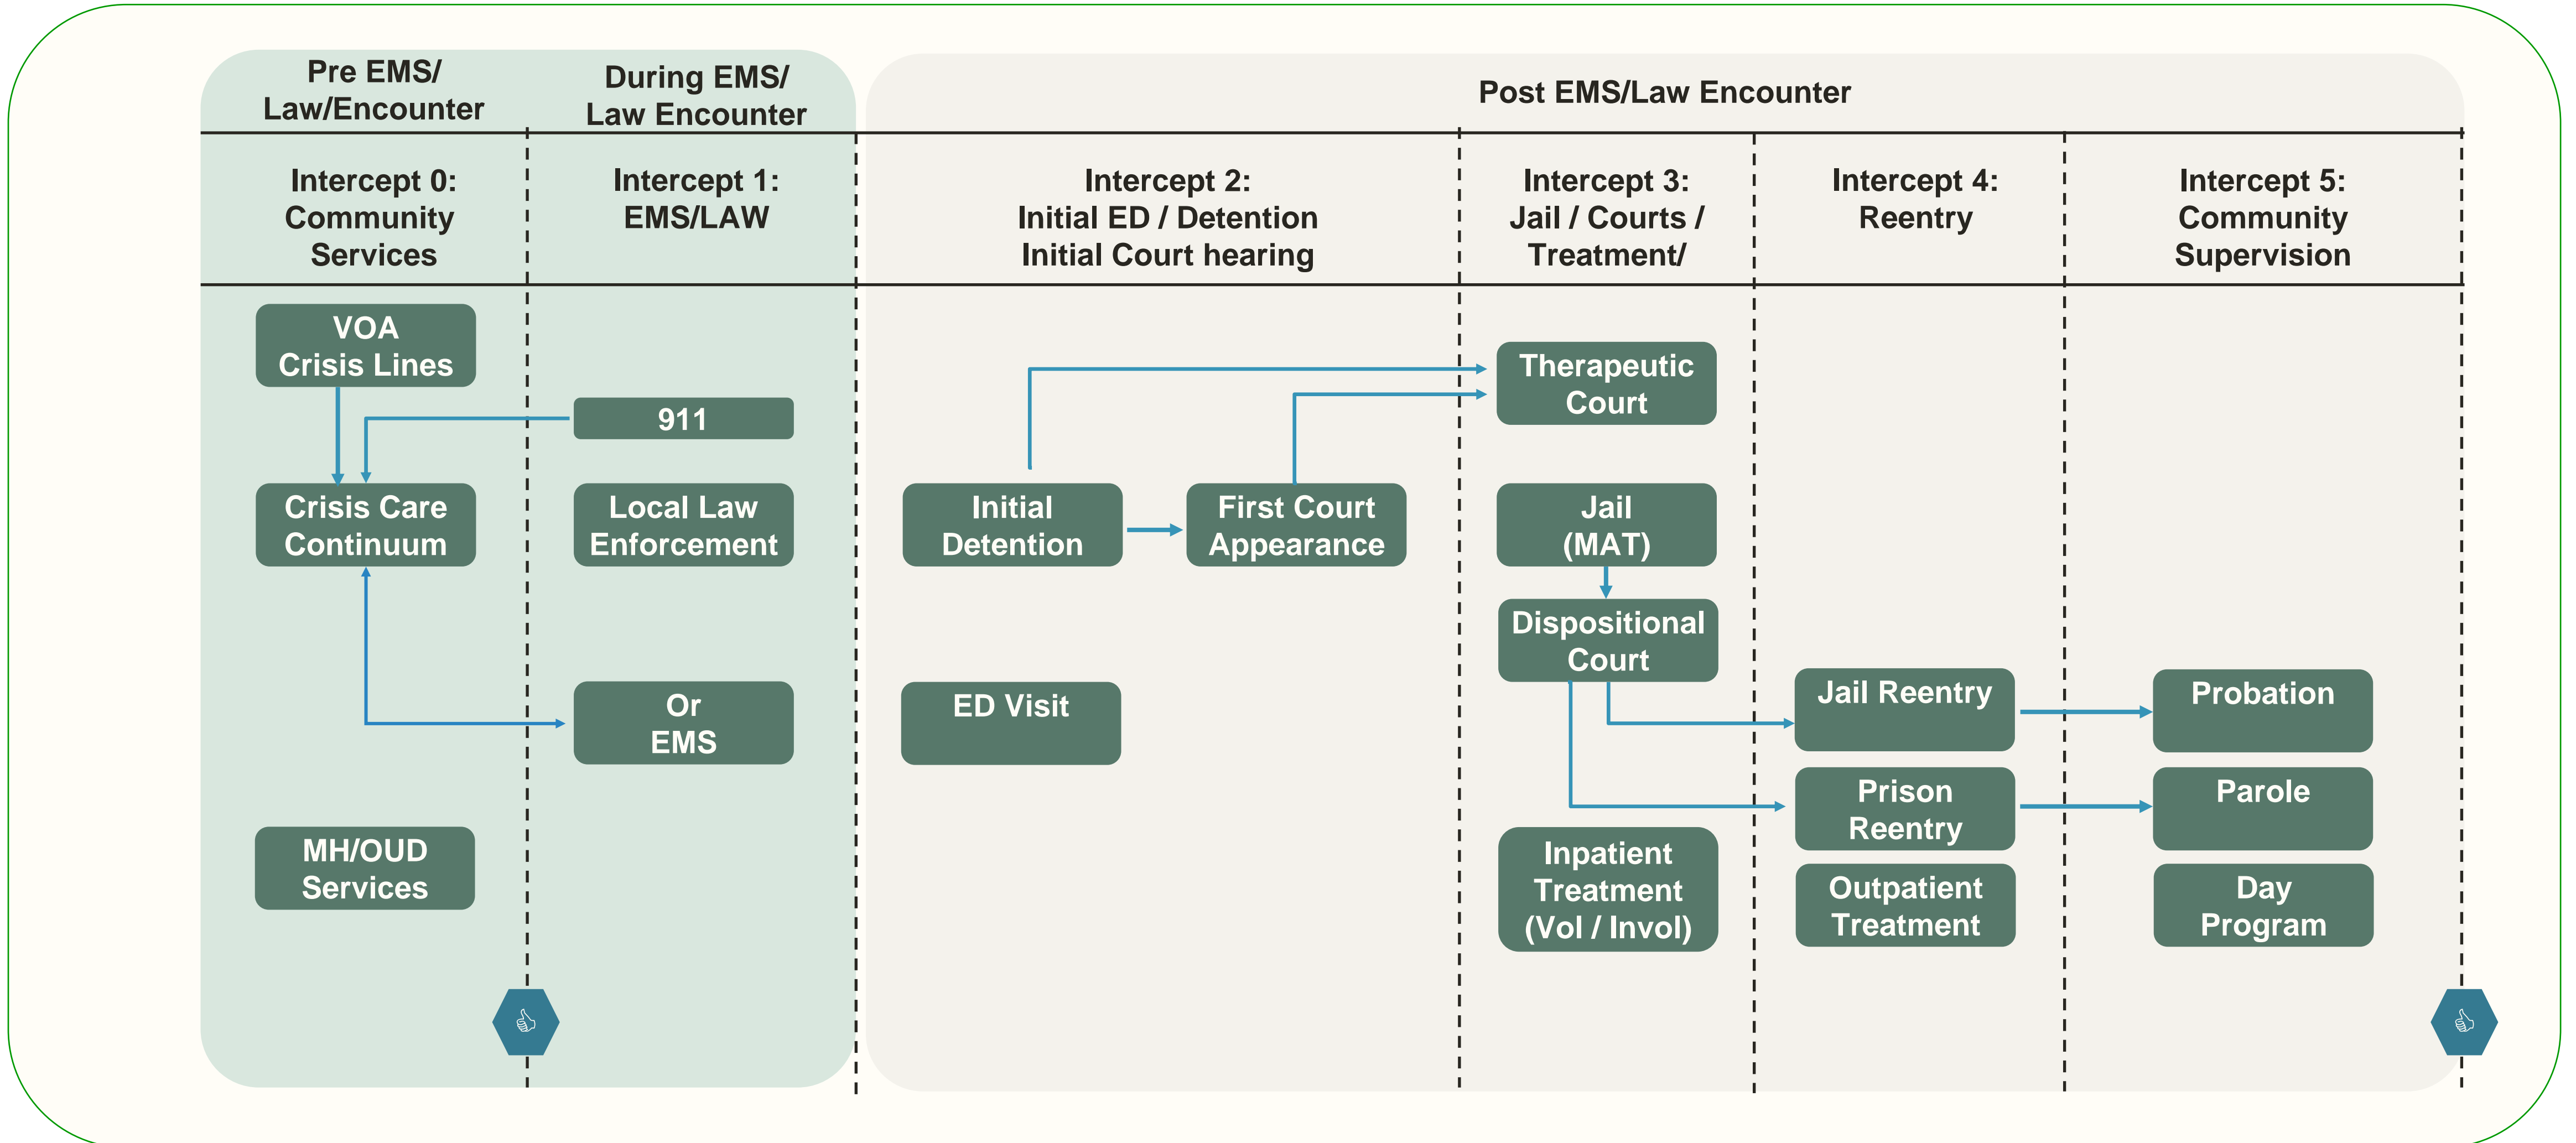 Pre EMS/
Law/Encounter
During EMS/
Law Encounter
Post EMS/Law Encounter
Intercept 0:
Community
Services
Intercept 1:
EMS/LAW
Intercept 2:
Initial ED / Detention
Initial Court hearing
Intercept 3:
Jail / Courts /
Treatment/
Intercept 4:
Reentry
Intercept 5:
Community
Supervision
VOA
Crisis Lines
Crisis Care
Continuum
MH/OUD
Services
911
Local Law
Enforcement
Or
EMS
Initial
Detention
First Court
Appearance
ED Visit
Therapeutic
Court
Jail
(MAT)
Dispositional
Court
Inpatient
Treatment
(Vol / Invol)
Jail Reentry
Prison
Reentry
Outpatient
Treatment
Probation
Parole
Day
Program